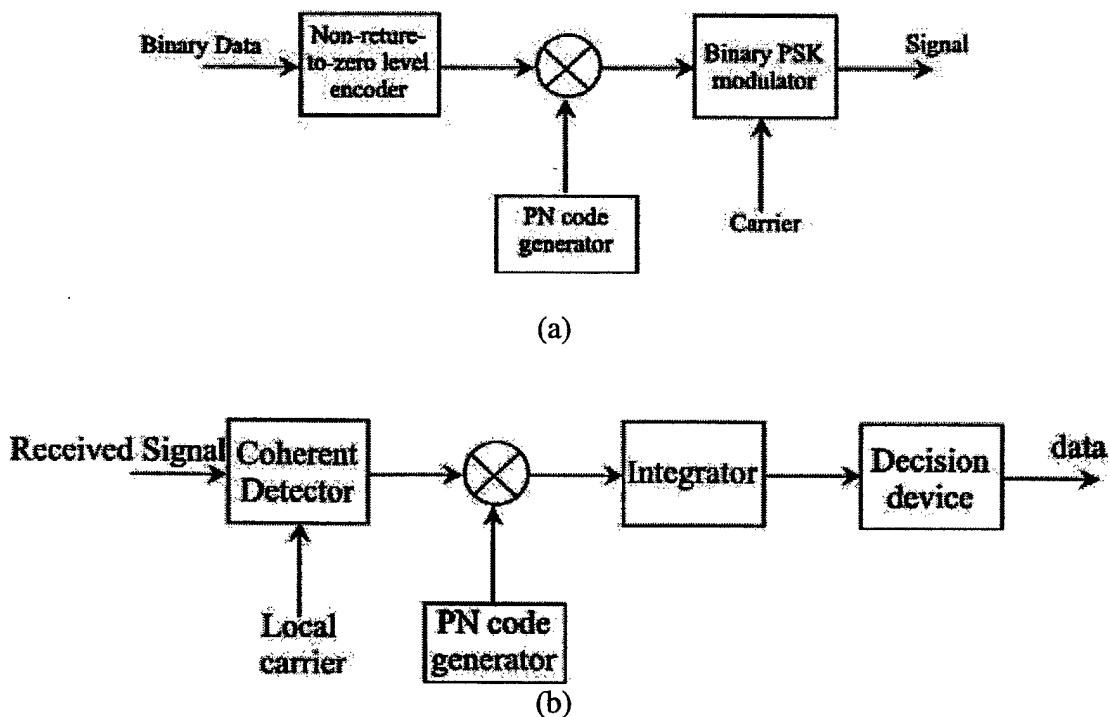 Binary Data
Non-reture-
to-zero level
encoder
Binary PSK
modulator
Signal
PN code
generator
Carrier
(a)
Received Signal
Coherent
Detector
Integrator
Decision
device
data
Local
carrier
PN code
generator
(b)